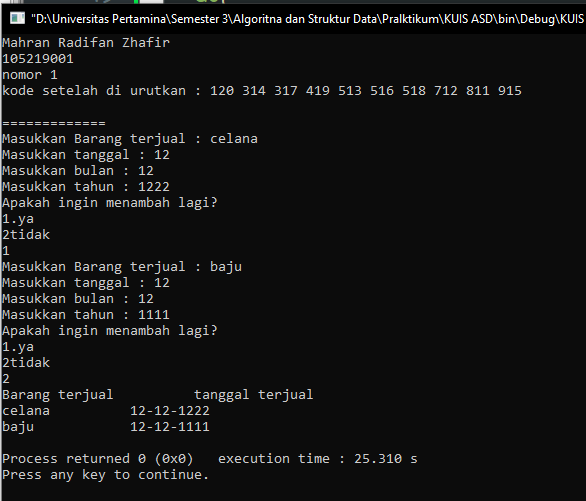 "D:\Universitas Pertamina\Semester 3\Algoritna dan Struktur Data\Pralktikum\KUIS ASD\bin\Debug\KUIS
Mahran Radifan Zhafir
105219001
nomor 1
kode setelah di urutkan : 120 314 317 419 513 516 518 712 811 915
=============
Masukkan Barang terjual : celana
Masukkan tanggal : 12
Masukkan bulan : 12
Masukkan tahun : 1222
Apakah ingin menambah lagi?
1.ya
2tidak
1
Masukkan Barang terjual : baju
Masukkan tanggal : 12
Masukkan bulan : 12
Masukkan tahun : 1111
Apakah ingin menambah lagi?
1.ya
2tidak
2
Barang terjual          tanggal terjual
celana          12-12-1222
baju            12-12-1111
Process returned 0 (0x0)   execution time : 25.310 s
Press any key to continue.